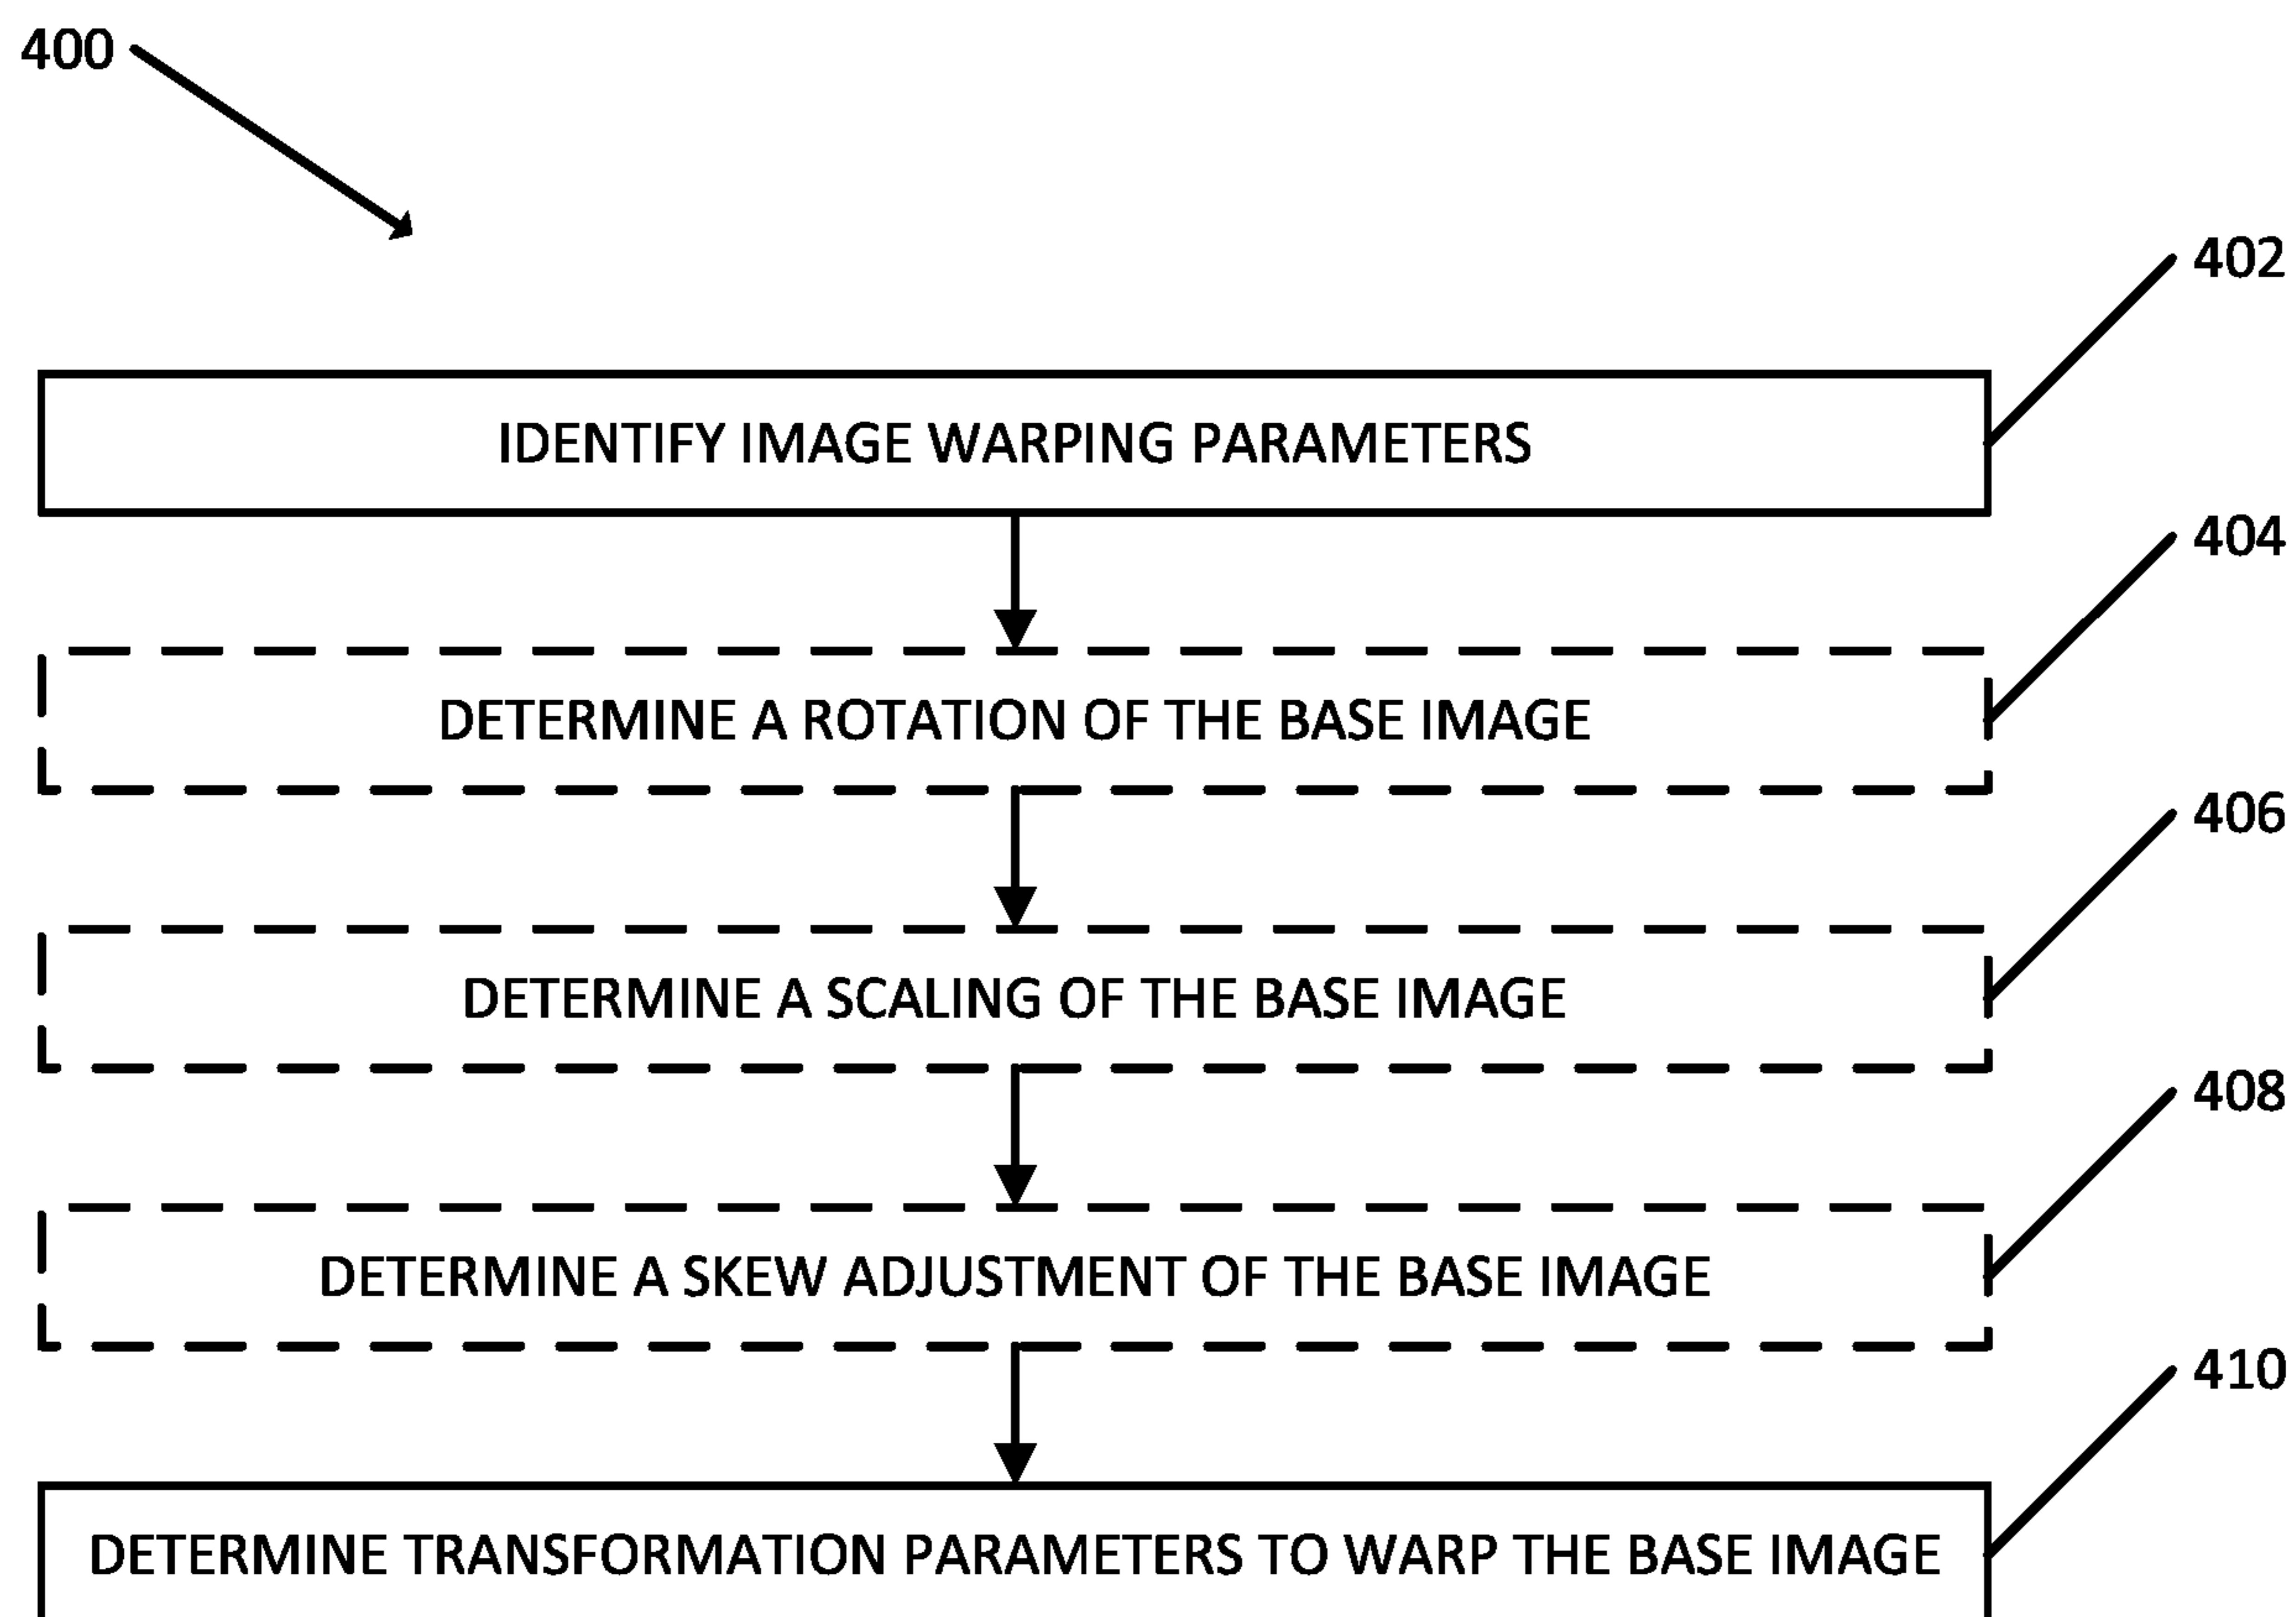 400
402
IDENTIFY IMAGE WARPING PARAMETERS
404
DETERMINE A ROTATION OF THE BASE IMAGE
406
DETERMINE A SCALING OF THE BASE IMAGE
408
DETERMINE A SKEW ADJUSTMENT OF THE BASE IMAGE
410
DETERMINE TRANSFORMATION PARAMETERS TO WARP THE BASE IMAGE